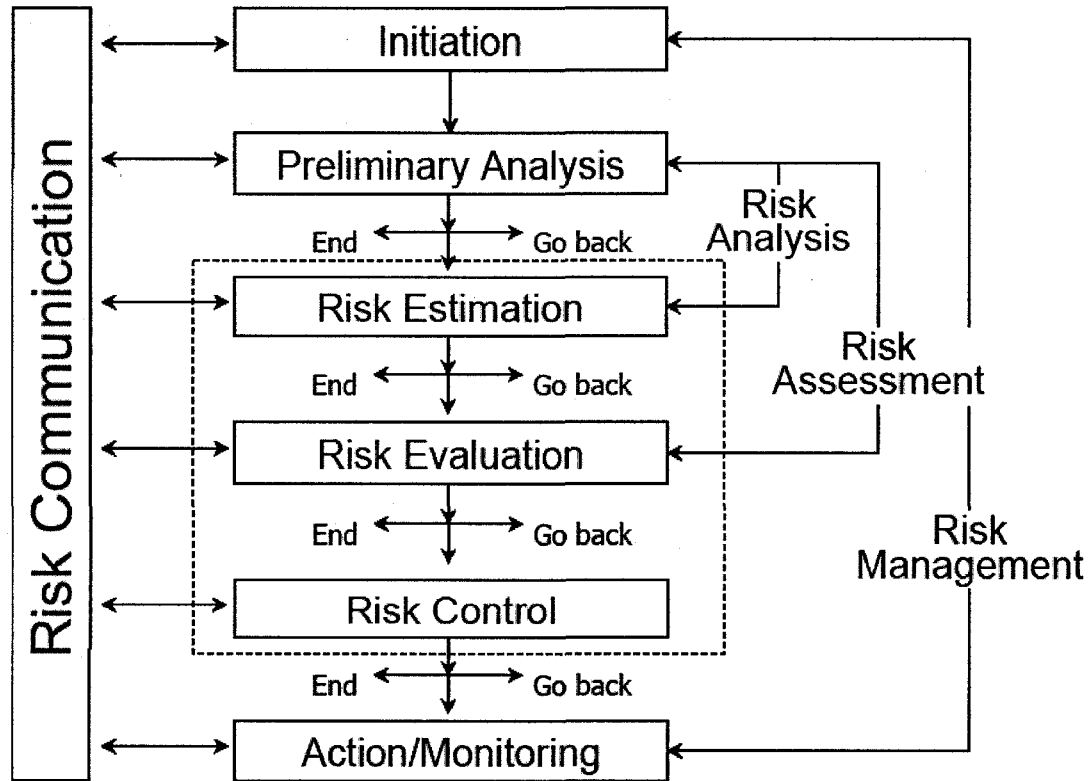 Risk Communication
Initiation
Preliminary Analysis
End
Go back
Risk
Analysis
Risk Estimation
End
Go back
Risk
Assessment
Risk Evaluation
End
Go back
Risk
Management
Risk Control
End
Go back
Action/Monitoring